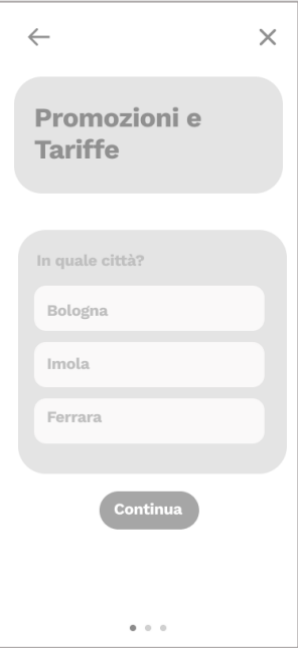 Promozioni e
Tariffe
In quale città?
Bologna
Imola
Ferrara
Continua